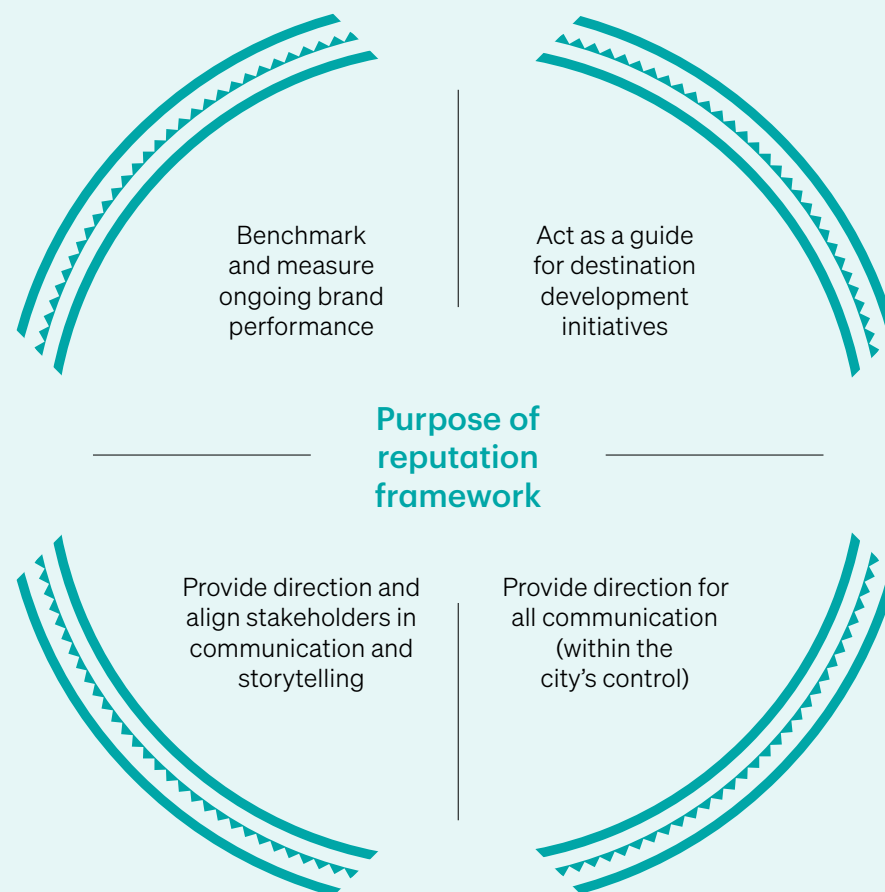 Benchmark
and measure
ongoing brand
performance
Act as a guide
for destination
development
initiatives
Purpose of
reputation
framework
Provide direction and
align stakeholders in
communication and
storytelling
Provide direction for
all communication
(within the
city’s control)